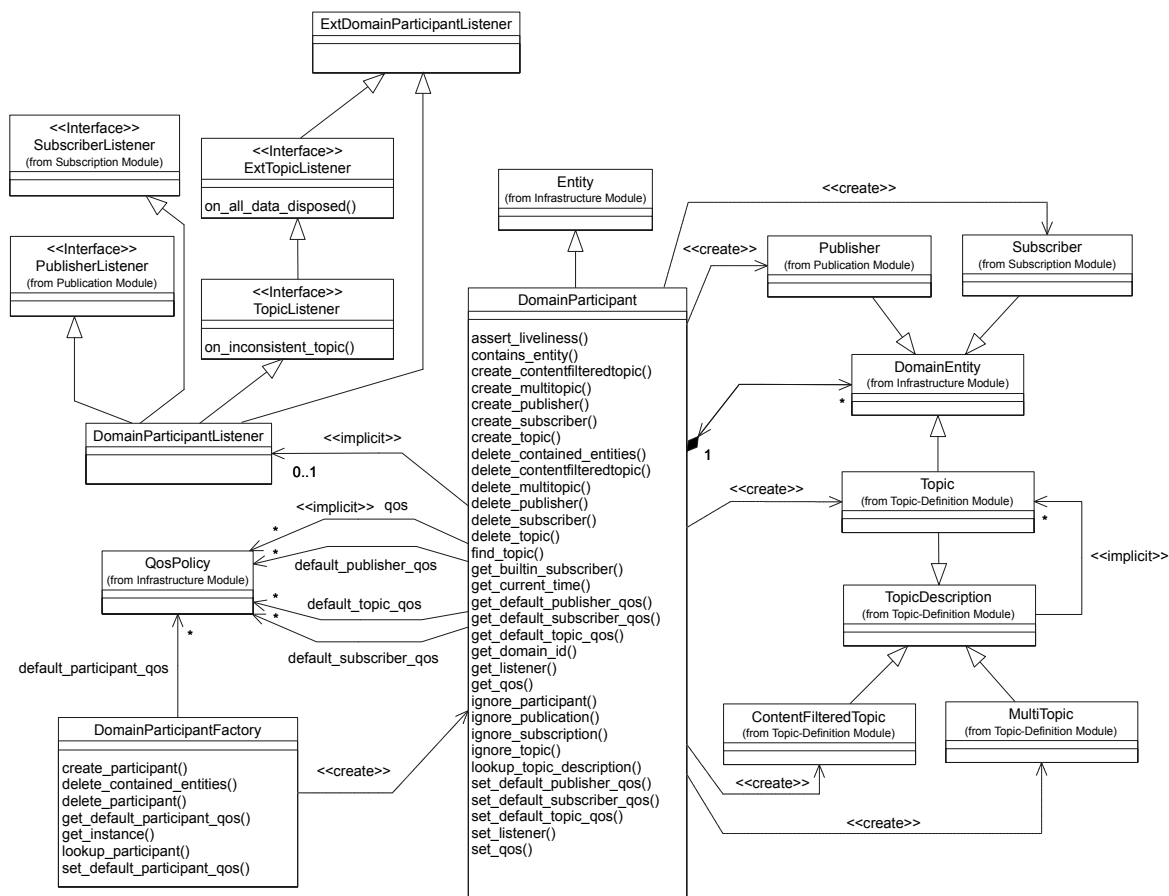 ExtDomainParticipantListener
<<Interface>>
SubscriberListener
(from Subscription Module)
<<Interface>>
ExtTopicListener
on_all_data_disposed()
<<Interface>>
PublisherListener
(from Publication Module)
<<Interface>>
TopicListener
on_inconsistent_topic()
DomainParticipantListener
<<implicit>>
0..1
<<implicit>>
qos
*
*
default_publisher_qos
QosPolicy
(from Infrastructure Module)
*
default_topic_qos
*
default_subscriber_qos
*
default_participant_qos
DomainParticipantFactory
create_participant()
delete_contained_entities()
delete_participant()
get_default_participant_qos()
get_instance()
lookup_participant()
set_default_participant_qos()
<<create>>
Entity
(from Infrastructure Module)
DomainParticipant
assert_liveliness()
contains_entity()
create_contentfilteredtopic()
create_multitopic()
create_publisher()
create_subscriber()
create_topic()
delete_contained_entities()
delete_contentfilteredtopic()
delete_multitopic()
delete_publisher()
delete_subscriber()
delete_topic()
find_topic()
get_builtin_subscriber()
get_current_time()
get_default_publisher_qos()
get_default_subscriber_qos()
get_default_topic_qos()
get_domain_id()
get_listener()
get_qos()
ignore_participant()
ignore_publication()
ignore_subscription()
ignore_topic()
lookup_topic_description()
set_default_publisher_qos()
set_default_subscriber_qos()
set_default_topic_qos()
set_listener()
set_qos()
<<create>>
<<create>>
Publisher
(from Publication Module)
Subscriber
(from Subscription Module)
DomainEntity
(from Infrastructure Module)
*
1
<<create>>
Topic
(from Topic-Definition Module)
*
<<implicit>>
TopicDescription
(from Topic-Definition Module)
ContentFilteredTopic
(from Topic-Definition Module)
MultiTopic
(from Topic-Definition Module)
<<create>>
<<create>>